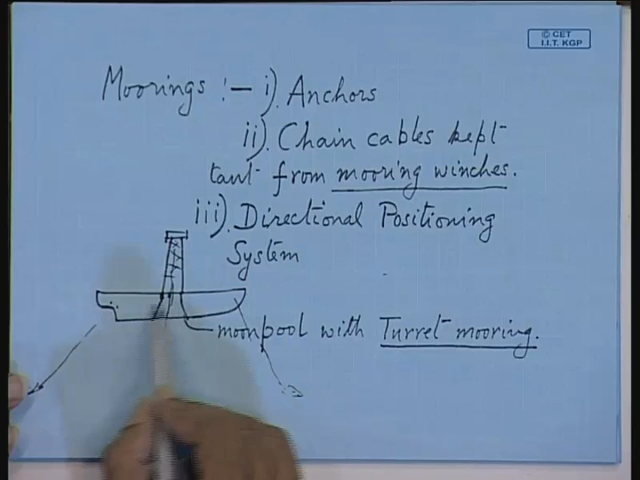 © CET
I.I.T. KGP
Moorings :- i). Anchors
ii). Chain cables kept
taut from mooring winches.
iii). Directional Positioning
System
moonpool with Turret mooring.